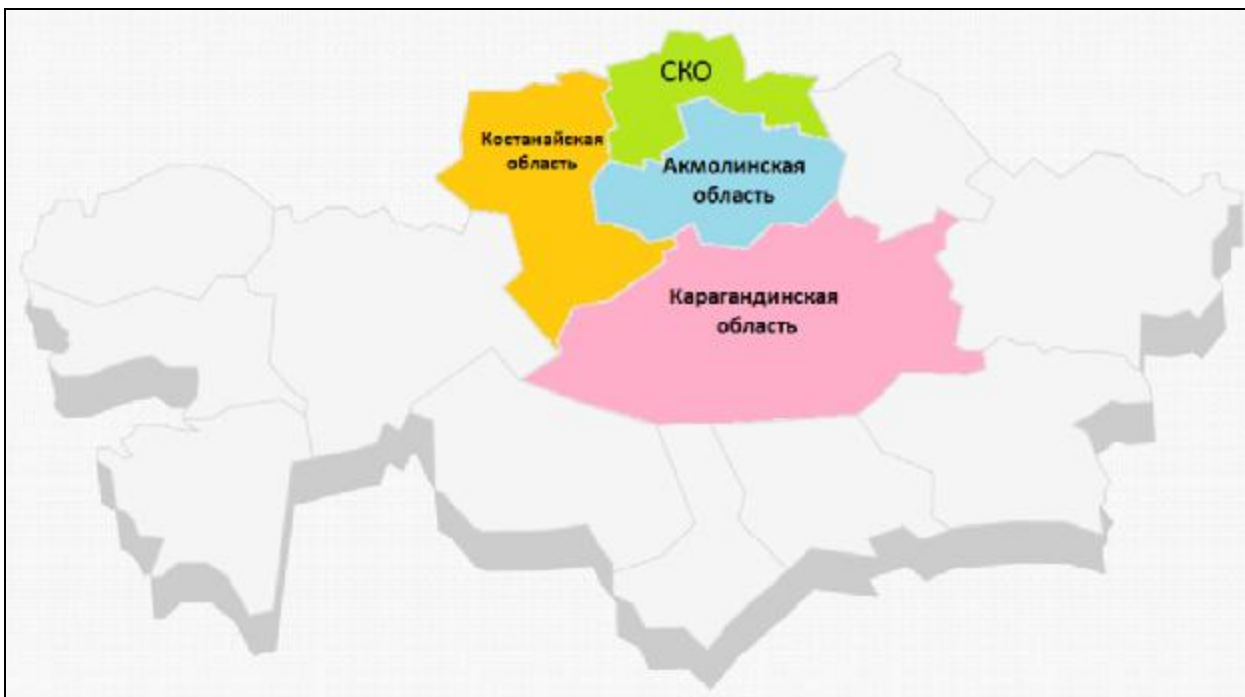 СКО
Костанайская
область
Акмолинская
область
Карагандинская
область